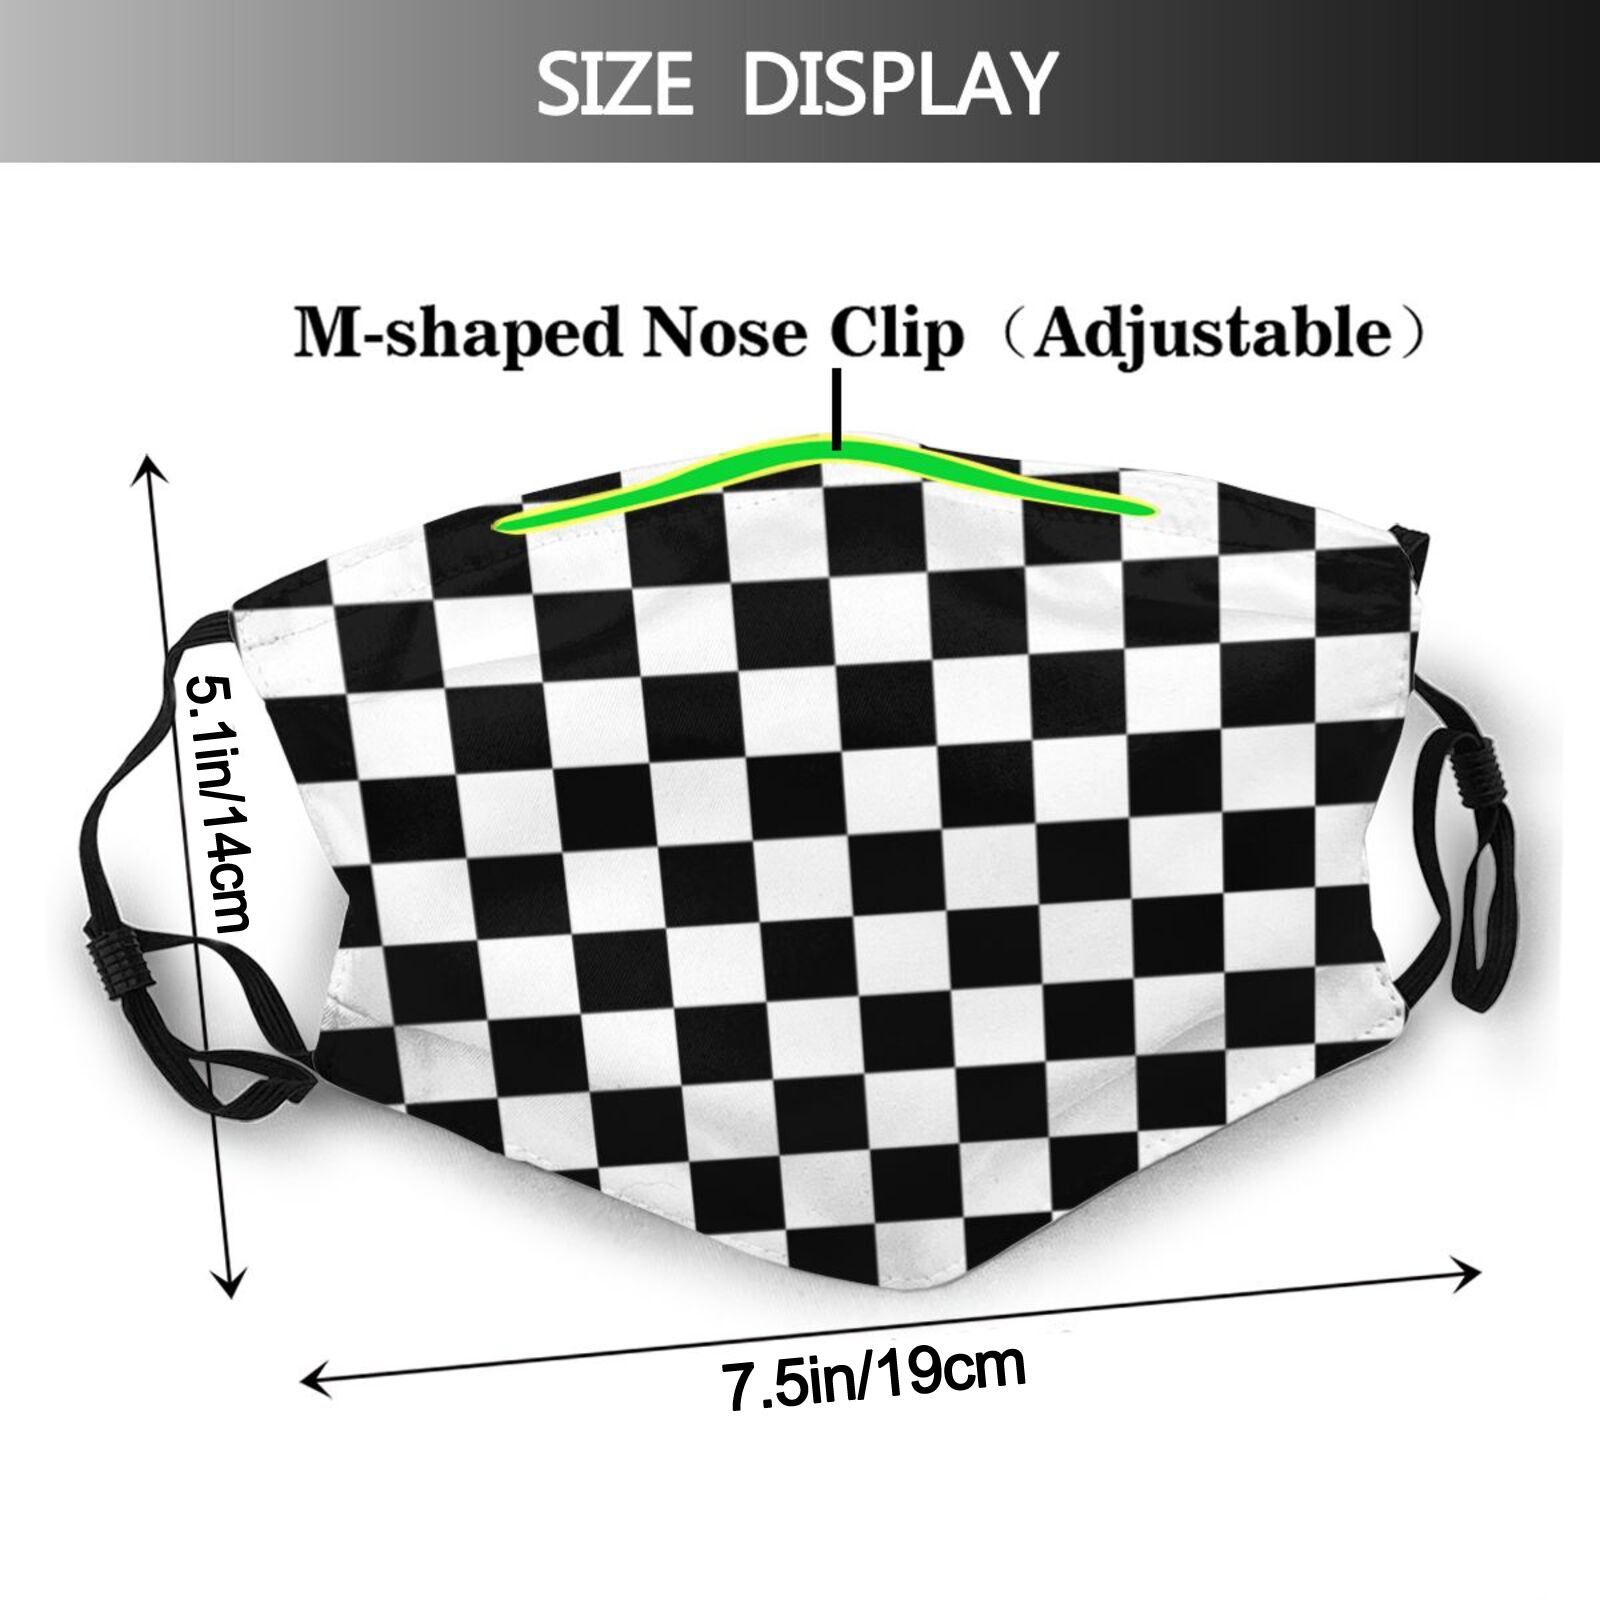 SIZE DISPLAY
M-shaped Nose Clip（Adjustable）
5.1in/14cm
7.5in/19cm